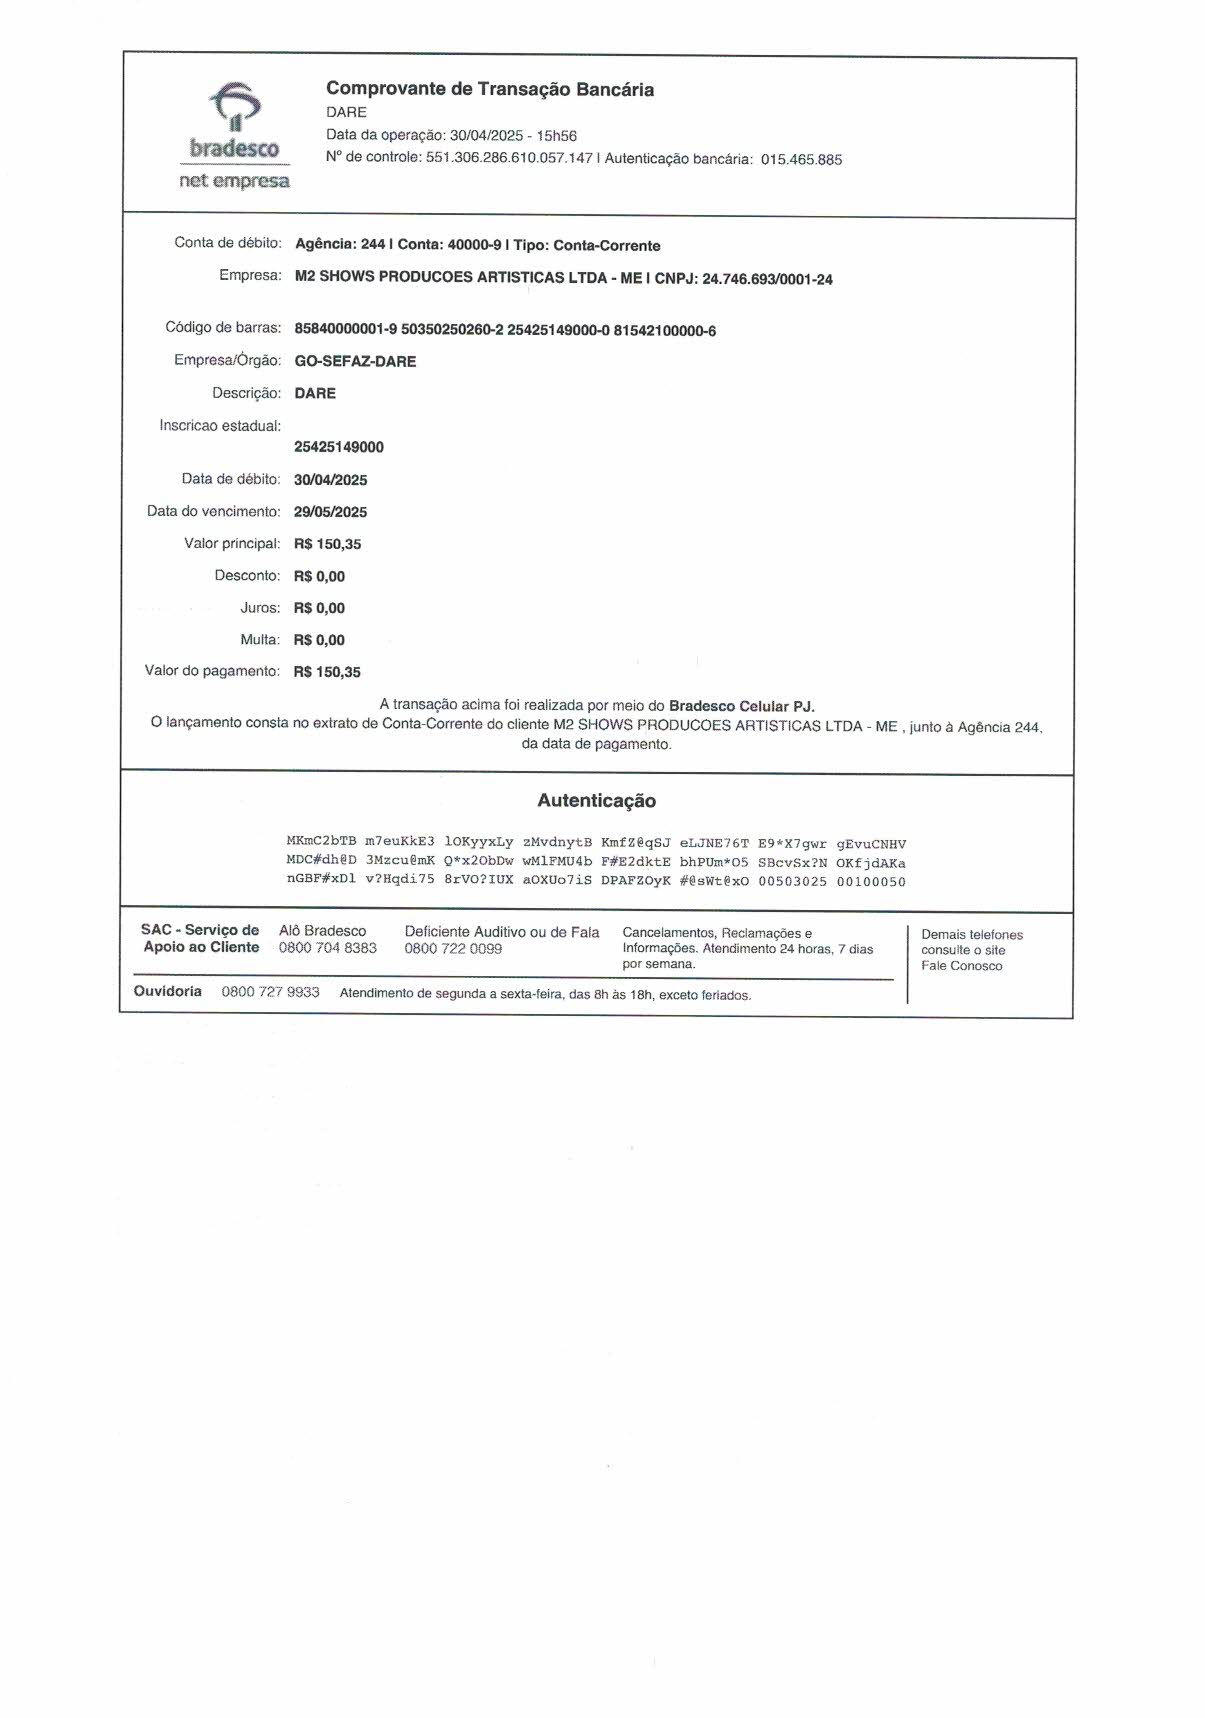 bradesco
net empresa
Comprovante de Transação Bancária
DARE
Data da operação: 30/04/2025 - 15h56
Nº de controle: 551.306.286.610.057.147 | Autenticação bancária: 015.465.885
Conta de débito: Agência: 244 | Conta: 40000-9 | Tipo: Conta-Corrente
Empresa: M2 SHOWS PRODUCOES ARTISTICAS LTDA - ME | CNPJ: 24.746.693/0001-24
Código de barras: 85840000001-9 50350250260-2 25425149000-0 81542100000-6
Empresa/Órgão: GO-SEFAZ-DARE
Descrição: DARE
Inscricao estadual:
25425149000
Data de débito: 30/04/2025
Data do vencimento: 29/05/2025
Valor principal: R$ 150,35
Desconto: R$ 0,00
Juros: R$ 0,00
Multa: R$ 0,00
Valor do pagamento: R$ 150,35
A transação acima foi realizada por meio do Bradesco Celular PJ.
O lançamento consta no extrato de Conta-Corrente do cliente M2 SHOWS PRODUCOES ARTISTICAS LTDA - ME , junto à Agência 244,
da data de pagamento.
Autenticação
MKmC2bTB m7euKkE3 lOKyyxLy zMvdnytB KmfZ@qSJ eLJNE76T E9*X7gwr gEvuCNHV
MDC#dh@D 3Mzcu@mK Q*x2ObDw wMlFMU4b F#E2dktE bhPUm*O5 SBcvSx?N OKfjdAKa
nGBF#xDl v?Hqdi75 8rVO?IUX aOXUo7iS DPAFZOyK #@sWt@xO 00503025 00100050
SAC - Serviço de Apoio ao Cliente
Alô Bradesco
0800 704 8383
Deficiente Auditivo ou de Fala
0800 722 0099
Cancelamentos, Reclamações e
Informações. Atendimento 24 horas, 7 dias
por semana.
Demais telefones
consulte o site
Fale Conosco
Ouvidoria 0800 727 9933 Atendimento de segunda a sexta-feira, das 8h às 18h, exceto feriados.